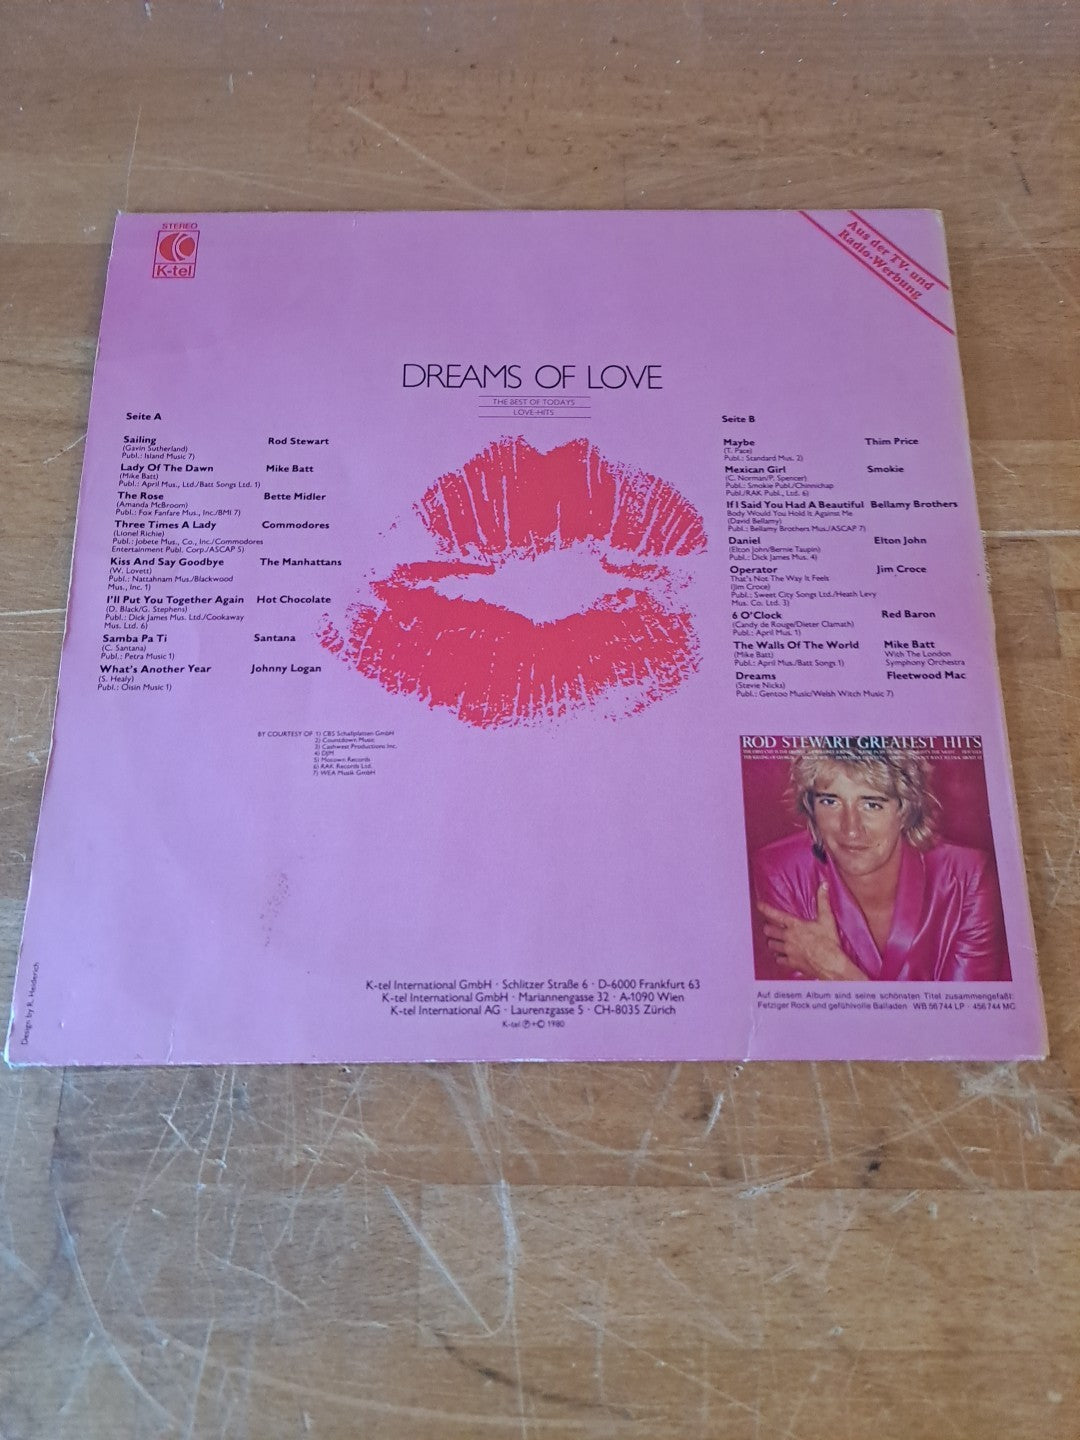 STEREO
K-tel
Aus der TV- und
Radio-Werbung
DREAMS OF LOVE
THE BEST OF TODAYS
LOVE-HITS
Seite A
Sailing Rod Stewart
(Gavin Sutherland)
Publ.: Island Music 7)
Lady Of The Dawn Mike Batt
(Mike Batt)
Publ.: April Mus., Ltd./Batt Songs Ltd. 1)
The Rose Bette Midler
(Amanda McBroom)
Publ.: Fox Fanfare Mus., Inc./BMI 7)
Three Times A Lady Commodores
(Lionel Richie)
Publ.: Jobete Mus., Co., Inc./Commodores
Entertainment Publ. Corp./ASCAP 5)
Kiss And Say Goodbye The Manhattans
(W. Lovett)
Publ.: Nattahnam Mus./Blackwood
Mus., Inc. 1)
I'll Put You Together Again Hot Chocolate
(D. Black/G. Stephens)
Publ.: Dick James Mus. Ltd./Cookaway
Mus. Ltd. 6)
Samba Pa Ti Santana
(C. Santana)
Publ.: Petra Music 1)
What's Another Year Johnny Logan
(S. Healy)
Publ.: Oisin Music 1)
Seite B
Maybe Thim Price
(T. Pace)
Publ.: Standard Mus. 2)
Mexican Girl Smokie
(C. Norman/P. Spencer)
Publ.: Smokie Publ./Chinnichap
Publ./RAK Publ., Ltd. 6)
If I Said You Had A Beautiful Bellamy Brothers
Body Would You Hold It Against Me
(David Bellamy)
Publ.: Bellamy Brothers Mus./ASCAP 7)
Daniel Elton John
(Elton John/Bernie Taupin)
Publ.: Dick James Mus. 4)
Operator Jim Croce
That's Not The Way It Feels
(Jim Croce)
Publ.: Sweet City Songs Ltd./Heath Levy
Mus. Co. Ltd. 3)
6 O'Clock Red Baron
(Candy de Rouge/Dieter Clamath)
Publ.: April Mus. 1)
The Walls Of The World Mike Batt
(Mike Batt) With The London
Publ.: April Mus./Batt Songs 1) Symphony Orchestra
Dreams Fleetwood Mac
(Stevie Nicks)
Publ.: Gentoo Music/Welsh Witch Music 7)
BY COURTESY OF 1) CBS Schallplatten GmbH
2) Countdown Music
3) Cashwest Productions Inc.
4) DJM
5) Motown Records
6) RAK Records Ltd.
7) WEA Musik GmbH
ROD STEWART GREATEST HITS
K-tel International GmbH · Schlitzer Straße 6 · D-6000 Frankfurt 63
K-tel International GmbH · Mariannengasse 32 · A-1090 Wien
K-tel International AG · Laurenzgasse 5 · CH-8035 Zürich
K-tel ℗+© 1980
Auf diesem Album sind seine schönsten Titel zusammengefaßt:
Fetziger Rock und gefühlvolle Balladen WB 56 744 LP · 456 744 MC
Design by R. Heiderich